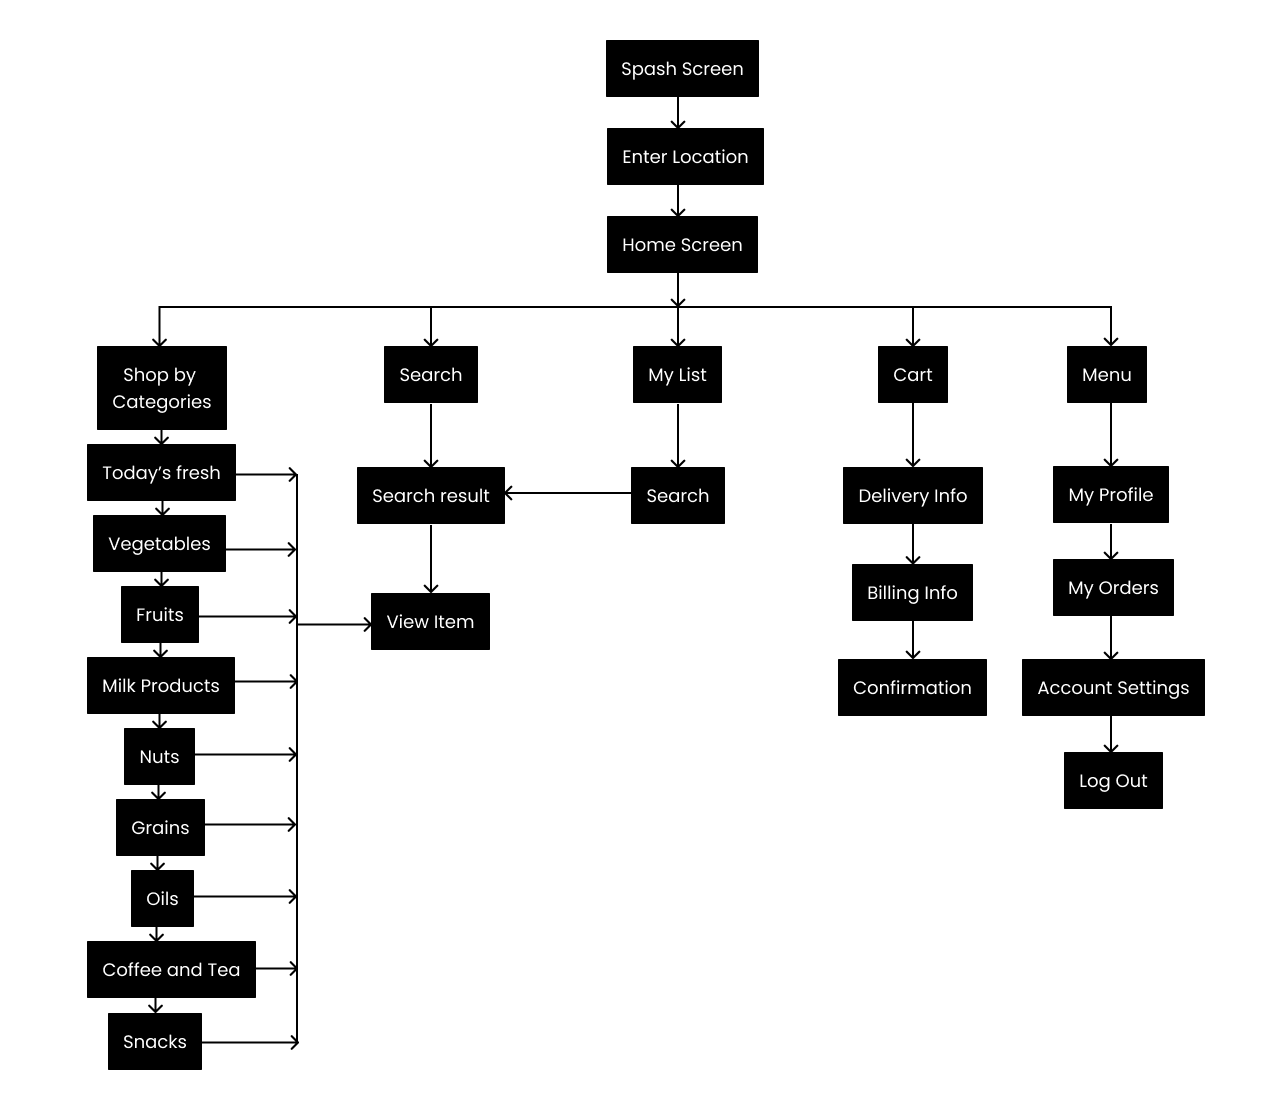 Spash Screen
Enter Location
Home Screen
Shop by
Categories
Search
My List
Cart
Menu
Today’s fresh
Search result
Search
Delivery Info
My Profile
Vegetables
Fruits
View Item
Billing Info
My Orders
Milk Products
Confirmation
Account Settings
Nuts
Log Out
Grains
Oils
Coffee and Tea
Snacks